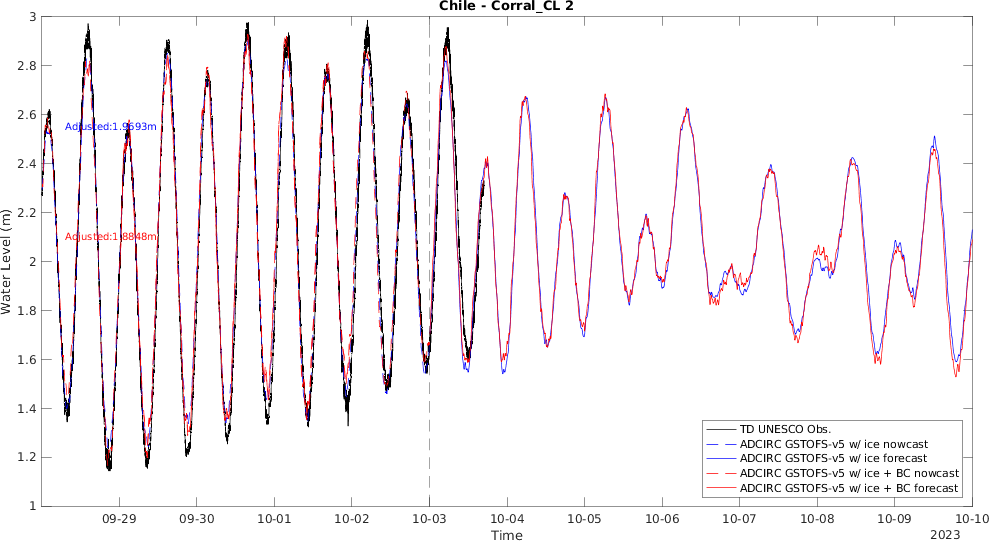 Chile - Corral_CL 2
Water Level (m)
3
2.8
2.6
2.4
2.2
2
1.8
1.6
1.4
1.2
1
Adjusted:1.9693m
Adjusted:1.8848m
TD UNESCO Obs.
ADCIRC GSTOFS-v5 w/ ice nowcast
ADCIRC GSTOFS-v5 w/ ice forecast
ADCIRC GSTOFS-v5 w/ ice + BC nowcast
ADCIRC GSTOFS-v5 w/ ice + BC forecast
09-29 09-30 10-01 10-02 10-03 10-04 10-05 10-06 10-07 10-08 10-09 10-10
Time
2023